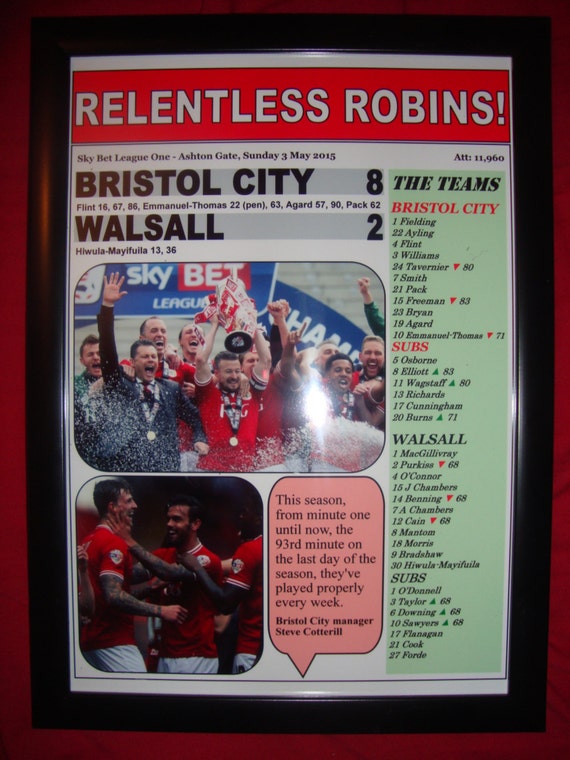 RELENTLESS ROBINS!
Sky Bet League One - Ashton Gate, Sunday 3 May 2015 Att: 11,960
BRISTOL CITY 8
Flint 16, 67, 86, Emmanuel-Thomas 22 (pen), 63, Agard 57, 90, Pack 62
WALSALL 2
Hiwula-Mayifuila 13, 36
sky BET
LEAGUE
CHAM
This season,
from minute one
until now, the
93rd minute on
the last day of the
season, they've
played properly
every week.
Bristol City manager
Steve Cotterill
THE TEAMS
BRISTOL CITY
1 Fielding
22 Ayling
4 Flint
3 Williams
24 Tavernier ▼ 80
7 Smith
21 Pack
15 Freeman ▼ 83
23 Bryan
19 Agard
10 Emmanuel-Thomas ▼ 71
SUBS
5 Osborne
8 Elliott ▲ 83
11 Wagstaff ▲ 80
13 Richards
17 Cunningham
20 Burns ▲ 71
WALSALL
1 MacGillivray
2 Purkiss ▼ 68
4 O'Connor
15 J Chambers
14 Benning ▼ 68
7 A Chambers
12 Cain ▼ 68
8 Mantom
18 Morris
9 Bradshaw
30 Hiwula-Mayifuila
SUBS
1 O'Donnell
3 Taylor ▲ 68
6 Downing ▲ 68
10 Sawyers ▲ 68
17 Flanagan
21 Cook
27 Forde